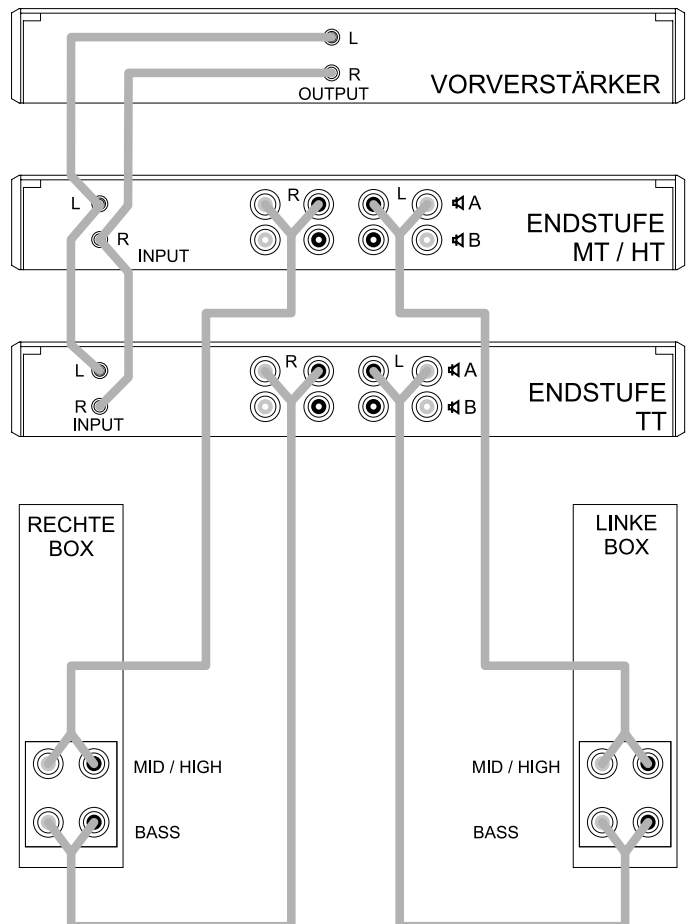 L
R
OUTPUT
VORVERSTÄRKER
L
R
INPUT
R
L
A
B
ENDSTUFE
MT / HT
L
R
INPUT
R
L
A
B
ENDSTUFE
TT
RECHTE
BOX
LINKE
BOX
MID / HIGH
MID / HIGH
BASS
BASS